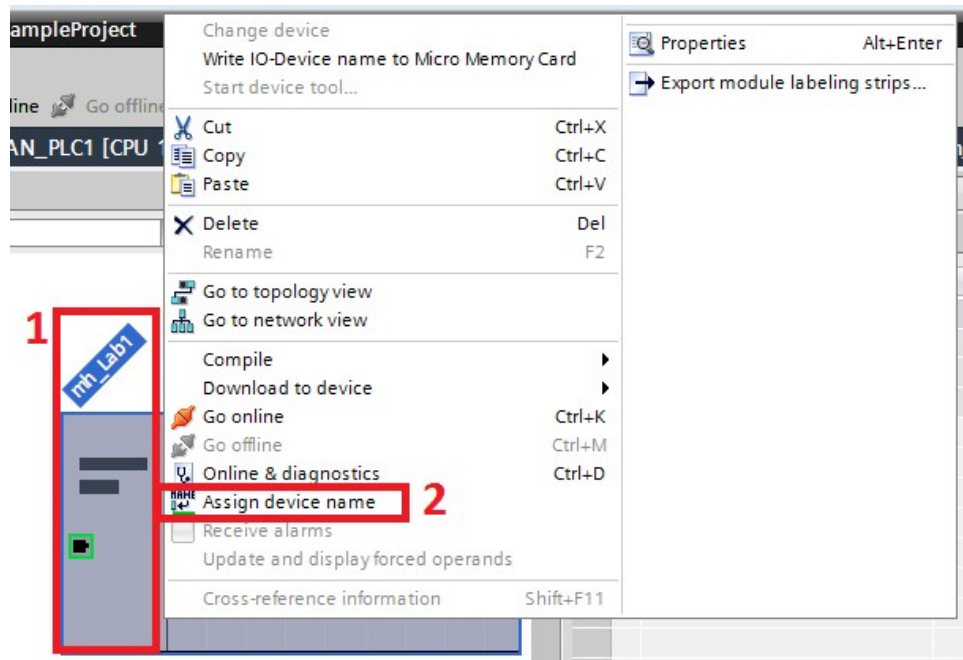 ampleProject
line Go offline
AN_PLC1 [CPU 1
1
mh_Lab1
Change device
Write IO-Device name to Micro Memory Card
Start device tool...
Cut Ctrl+X
Copy Ctrl+C
Paste Ctrl+V
Delete Del
Rename F2
Go to topology view
Go to network view
Compile
Download to device
Go online Ctrl+K
Go offline Ctrl+M
Online & diagnostics Ctrl+D
NAME Assign device name 2
Receive alarms
Update and display forced operands
Cross-reference information Shift+F11
Properties Alt+Enter
Export module labeling strips...